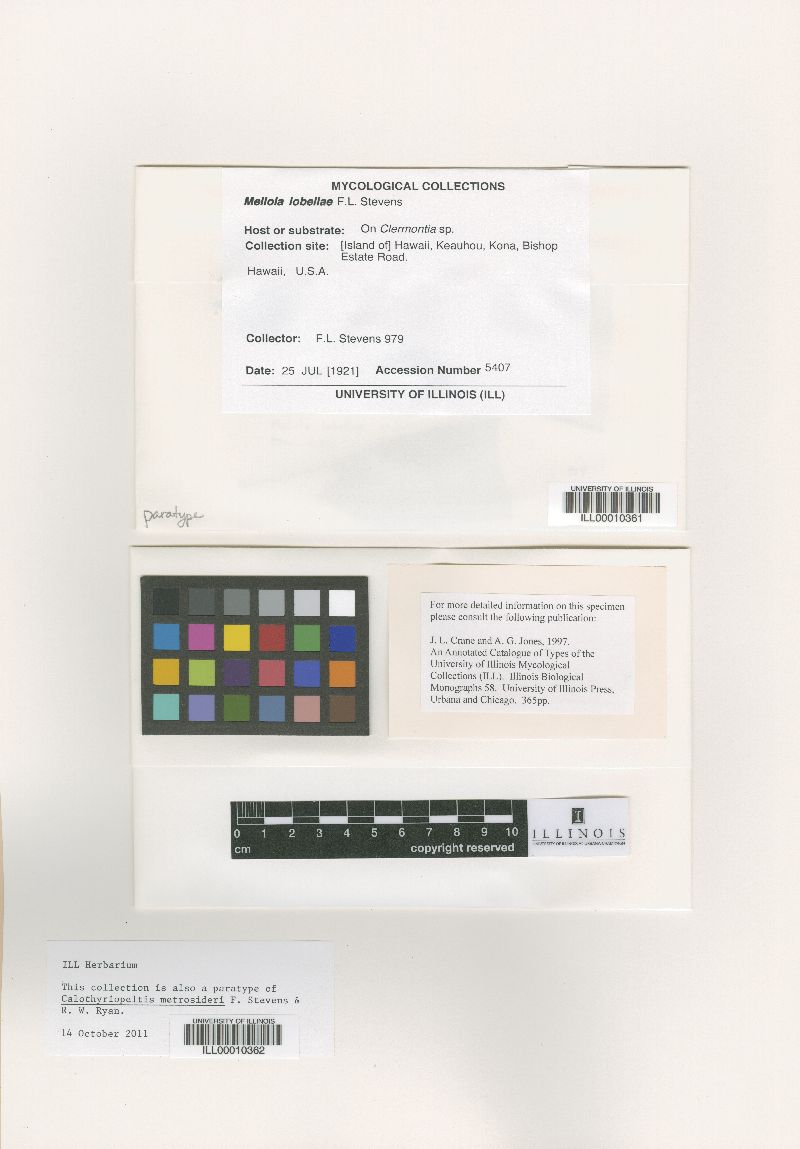 MYCOLOGICAL COLLECTIONS
Meliola lobeliae F.L. Stevens
Host or substrate: On Clermontia sp.
Collection site: [Island of] Hawaii, Keauhou, Kona, Bishop
Estate Road.
Hawaii, U.S.A.
Collector: F.L. Stevens 979
Date: 25 JUL [1921] Accession Number 5407
UNIVERSITY OF ILLINOIS (ILL)
paratype
UNIVERSITY OF ILLINOIS
ILL00010361
For more detailed information on this specimen
please consult the following publication:
J. L. Crane and A. G. Jones, 1997.
An Annotated Catalogue of Types of the
University of Illinois Mycological
Collections (ILL). Illinois Biological
Monographs 58. University of Illinois Press,
Urbana and Chicago. 365pp.
0 1 2 3 4 5 6 7 8 9 10
cm copyright reserved
I
ILLINOIS
UNIVERSITY OF ILLINOIS AT URBANA-CHAMPAIGN
ILL Herbarium
This collection is also a paratype of
Calothyriopeltis metrosideri F. Stevens &
R. W. Ryan.
14 October 2011
UNIVERSITY OF ILLINOIS
ILL00010362